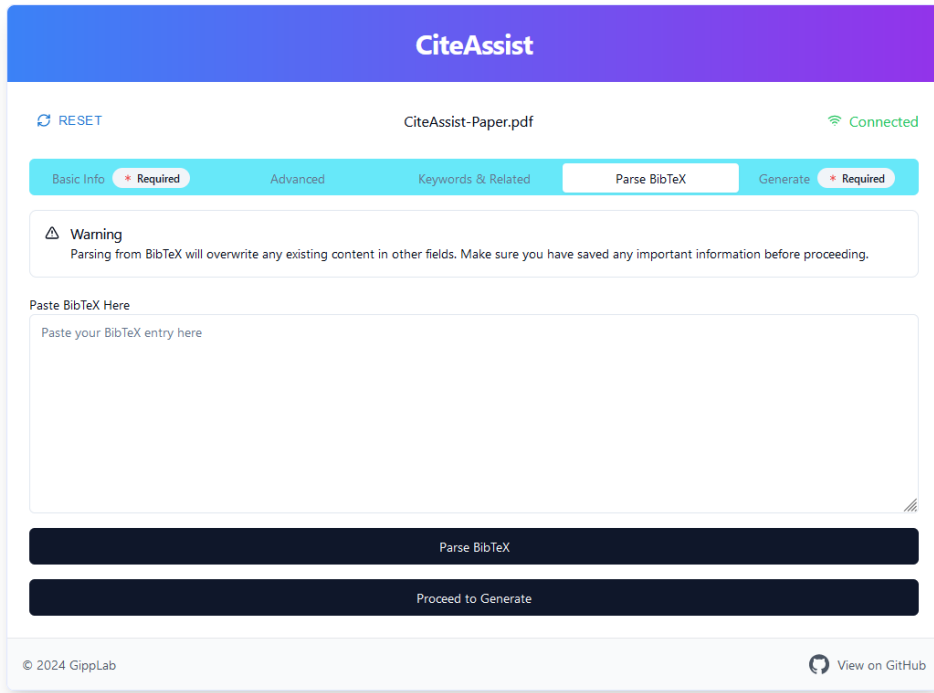 CiteAssist
RESET
CiteAssist-Paper.pdf
Connected
Basic Info * Required
Advanced
Keywords & Related
Parse BibTeX
Generate * Required
Warning
Parsing from BibTeX will overwrite any existing content in other fields. Make sure you have saved any important information before proceeding.
Paste BibTeX Here
Paste your BibTeX entry here
Parse BibTeX
Proceed to Generate
© 2024 GippLab
View on GitHub